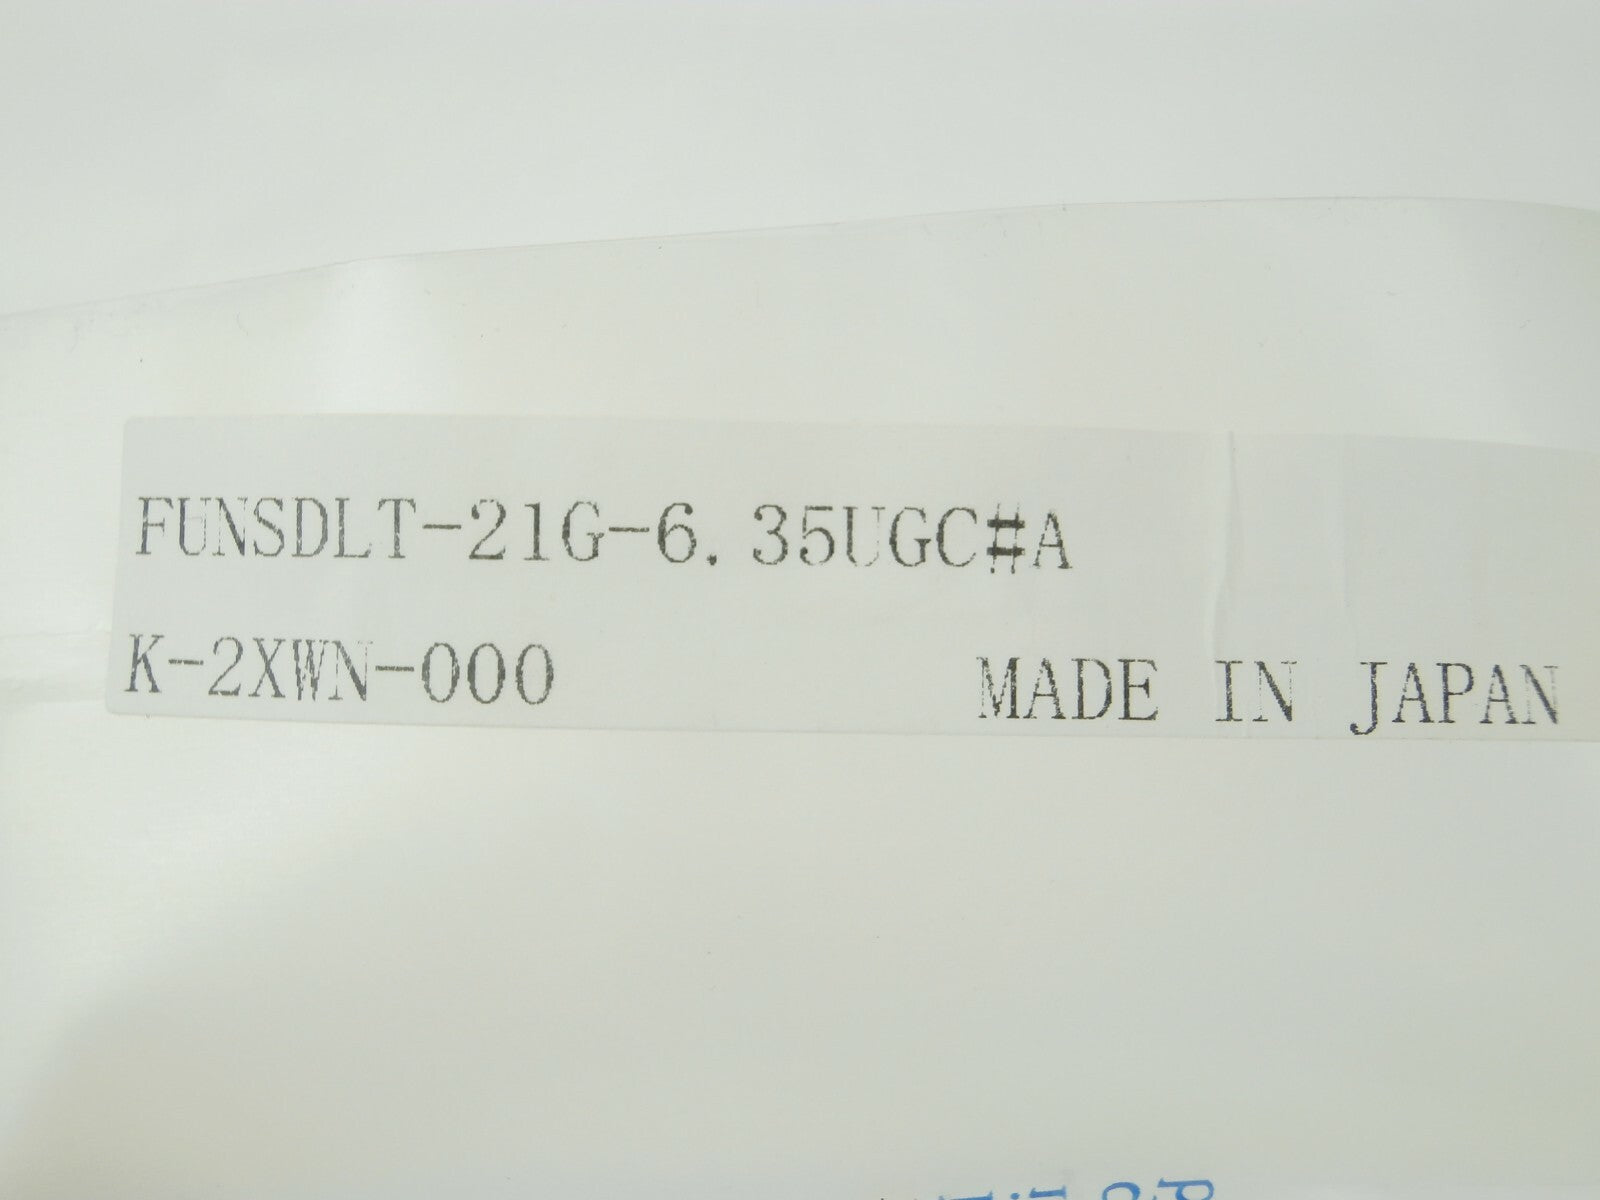 FUNSDLT-21G-6.35UGC#A
K-2XWN-000 MADE IN JAPAN